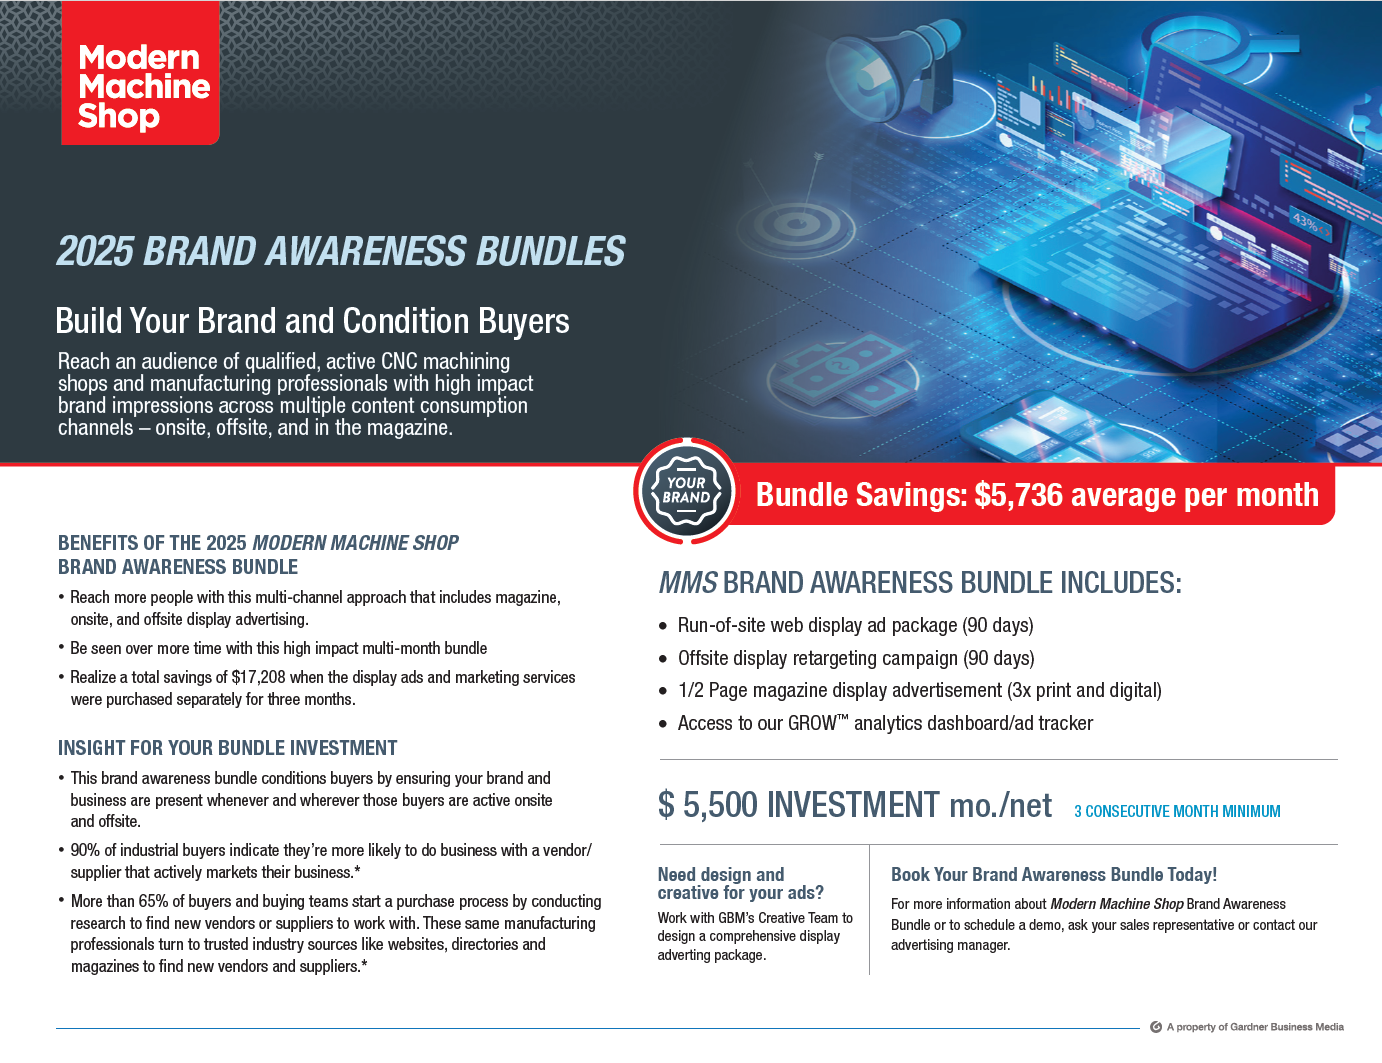 Modern
Machine
Shop
2025 BRAND AWARENESS BUNDLES
Build Your Brand and Condition Buyers
Reach an audience of qualified, active CNC machining
shops and manufacturing professionals with high impact
brand impressions across multiple content consumption
channels – onsite, offsite, and in the magazine.
43%
YOUR
BRAND
Bundle Savings: $5,736 average per month
BENEFITS OF THE 2025 MODERN MACHINE SHOP
BRAND AWARENESS BUNDLE
• Reach more people with this multi-channel approach that includes magazine,
onsite, and offsite display advertising.
• Be seen over more time with this high impact multi-month bundle
• Realize a total savings of $17,208 when the display ads and marketing services
were purchased separately for three months.
INSIGHT FOR YOUR BUNDLE INVESTMENT
• This brand awareness bundle conditions buyers by ensuring your brand and
business are present whenever and wherever those buyers are active onsite
and offsite.
• 90% of industrial buyers indicate they're more likely to do business with a vendor/
supplier that actively markets their business.*
• More than 65% of buyers and buying teams start a purchase process by conducting
research to find new vendors or suppliers to work with. These same manufacturing
professionals turn to trusted industry sources like websites, directories and
magazines to find new vendors and suppliers.*
MMS BRAND AWARENESS BUNDLE INCLUDES:
• Run-of-site web display ad package (90 days)
• Offsite display retargeting campaign (90 days)
• 1/2 Page magazine display advertisement (3x print and digital)
• Access to our GROW™ analytics dashboard/ad tracker
$ 5,500 INVESTMENT mo./net 3 CONSECUTIVE MONTH MINIMUM
Need design and
creative for your ads?
Work with GBM's Creative Team to
design a comprehensive display
adverting package.
Book Your Brand Awareness Bundle Today!
For more information about Modern Machine Shop Brand Awareness
Bundle or to schedule a demo, ask your sales representative or contact our
advertising manager.
A property of Gardner Business Media